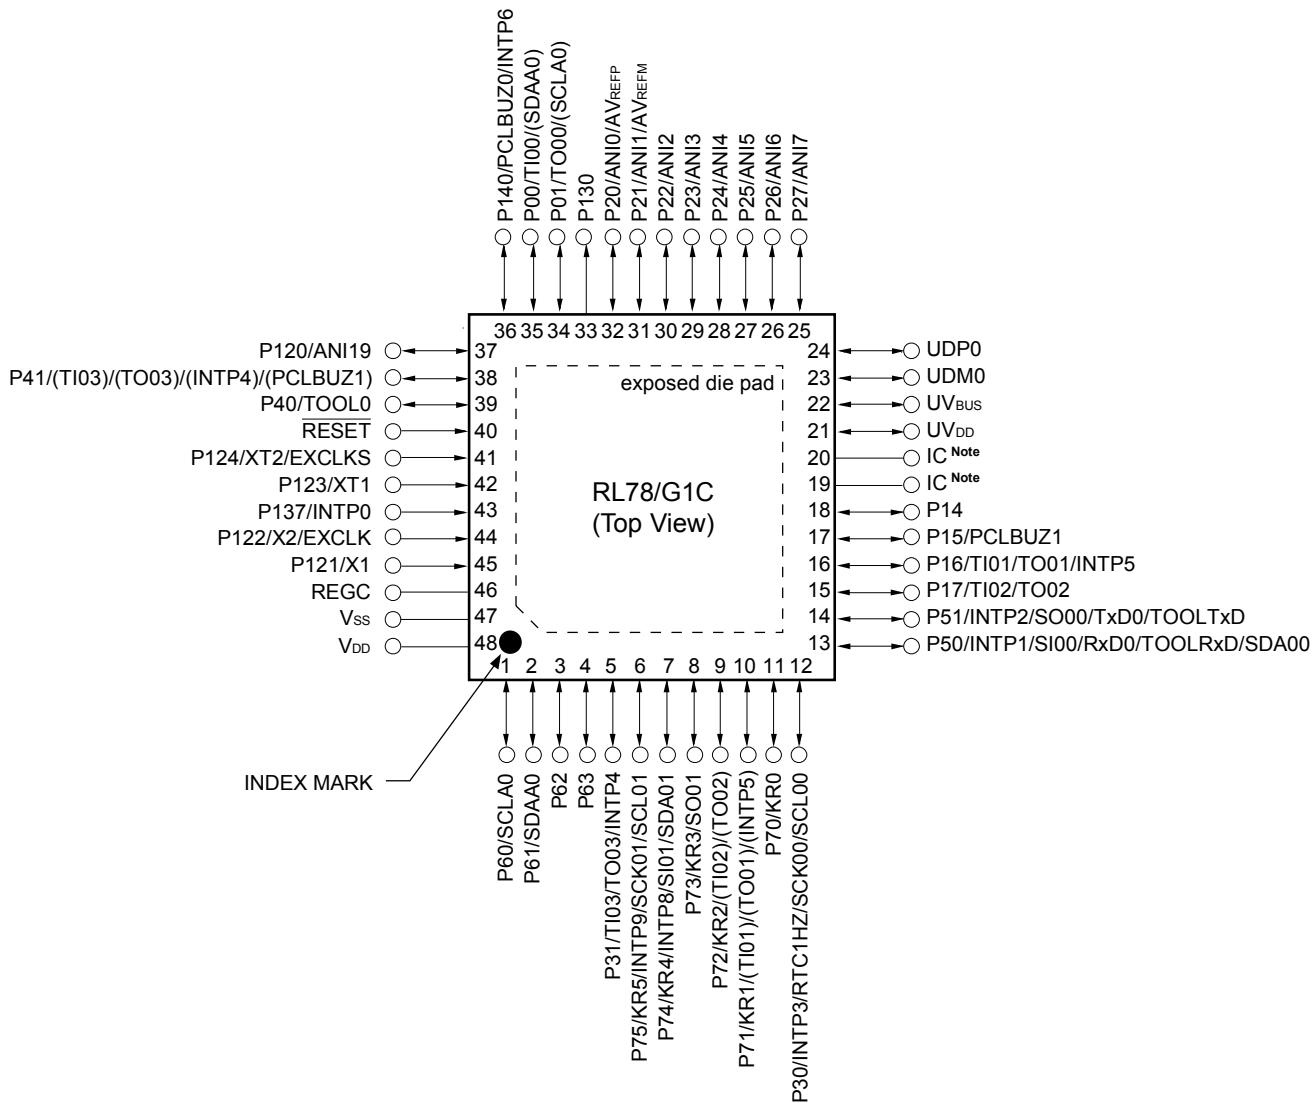 P140/PCLBUZ0/INTP6
P00/TI00/(SDAA0)
P01/TO00/(SCLA0)
P130
P20/ANI0/AVREFP
P21/ANI1/AVREFM
P22/ANI2
P23/ANI3
P24/ANI4
P25/ANI5
P26/ANI6
P27/ANI7
36 35 34 33 32 31 30 29 28 27 26 25
P120/ANI19 37
P41/(TI03)/(TO03)/(INTP4)/(PCLBUZ1) 38
P40/TOOL0 39
RESET 40
P124/XT2/EXCLKS 41
P123/XT1 42
P137/INTP0 43
P122/X2/EXCLK 44
P121/X1 45
REGC 46
VSS 47
VDD 48
exposed die pad
RL78/G1C
(Top View)
24 UDP0
23 UDM0
22 UVBUS
21 UVDD
20 IC Note
19 IC Note
18 P14
17 P15/PCLBUZ1
16 P16/TI01/TO01/INTP5
15 P17/TI02/TO02
14 P51/INTP2/SO00/TxD0/TOOLTxD
13 P50/INTP1/SI00/RxD0/TOOLRxD/SDA00
1 2 3 4 5 6 7 8 9 10 11 12
INDEX MARK
P60/SCLA0
P61/SDAA0
P62
P63
P31/TI03/TO03/INTP4
P75/KR5/INTP9/SCK01/SCL01
P74/KR4/INTP8/SI01/SDA01
P73/KR3/SO01
P72/KR2/(TI02)/(TO02)
P71/KR1/(TI01)/(TO01)/(INTP5)
P70/KR0
P30/INTP3/RTC1HZ/SCK00/SCL00